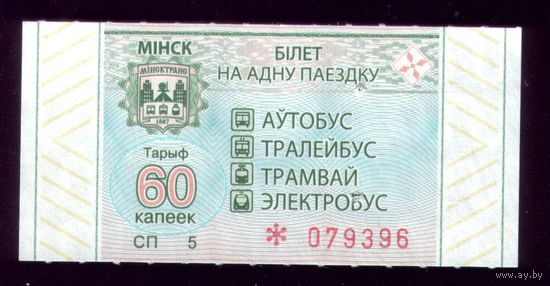 МІНСК
МІНСКТРАНС
1887
Тарыф
60
капеек
СП 5
БІЛЕТ
НА АДНУ ПАЕЗДКУ
АЎТОБУС
ТРАЛЕЙБУС
ТРАМВАЙ
ЭЛЕКТРОБУС
* 079396
www.ay.by